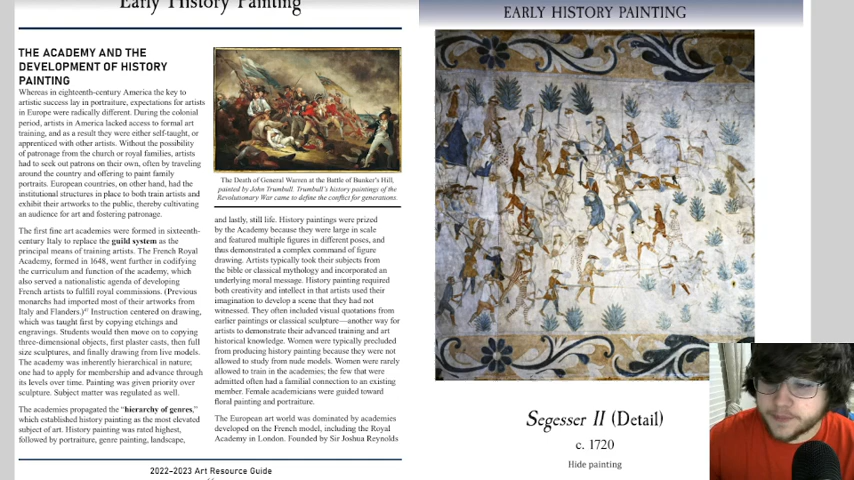 Early History Painting
THE ACADEMY AND THE
DEVELOPMENT OF HISTORY
PAINTING
Whereas in eighteenth-century America the key to
artistic success lay in portraiture, expectations for artists
in Europe were radically different. During the colonial
period, artists in America lacked access to formal art
training, and as a result they were either self-taught, or
apprenticed with other artists. Without the possibility
of patronage from the church or royal families, artists
had to seek out patrons on their own, often by traveling
around the country and offering to paint family
portraits. European countries, on other hand, had the
institutional structures in place to both train artists and
exhibit their artworks to the public, thereby cultivating
an audience for art and fostering patronage.
The first fine art academies were formed in sixteenth-
century Italy to replace the guild system as the
principal means of training artists. The French Royal
Academy, formed in 1648, went further in codifying
the curriculum and function of the academy, which
also served a nationalistic agenda of developing
French artists to fulfill royal commissions. (Previous
monarchs had imported most of their artworks from
Italy and Flanders.) Instruction centered on drawing,
which was taught first by copying etchings and
engravings. Students would then move on to copying
three-dimensional objects, first plaster casts, then full
size sculptures, and finally drawing from live models.
The academy was inherently hierarchical in nature;
one had to apply for membership and advance through
its levels over time. Painting was given priority over
sculpture. Subject matter was regulated as well.
The academies propagated the "hierarchy of genres,"
which established history painting as the most elevated
subject of art. History painting was rated highest,
followed by portraiture, genre painting, landscape,
The Death of General Warren at the Battle of Bunker's Hill,
painted by John Trumbull. Trumbull's history paintings of the
Revolutionary War came to define the conflict for generations.
and lastly, still life. History paintings were prized
by the Academy because they were large in scale
and featured multiple figures in different poses, and
thus demonstrated a complex command of figure
drawing. Artists typically took their subjects from
the bible or classical mythology and incorporated an
underlying moral message. History painting required
both creativity and intellect in that artists used their
imagination to develop a scene that they had not
witnessed. They often included visual quotations from
earlier paintings or classical sculpture—another way for
artists to demonstrate their advanced training and art
historical knowledge. Women were typically precluded
from producing history painting because they were not
allowed to study from nude models. Women were rarely
allowed to train in the academies; the few that were
admitted often had a familial connection to an existing
member. Female academicians were guided toward
floral painting and portraiture.
The European art world was dominated by academies
developed on the French model, including the Royal
Academy in London. Founded by Sir Joshua Reynolds
2022–2023 Art Resource Guide
EARLY HISTORY PAINTING
Segesser II (Detail)
c. 1720
Hide painting